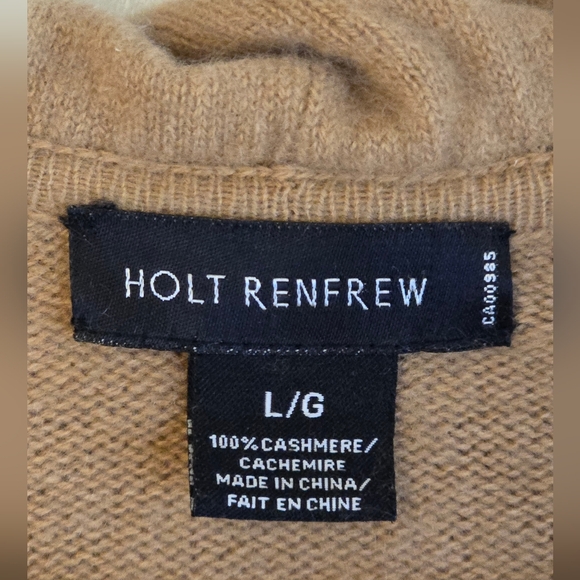 HOLT RENFREW
CA00985
L/G
100% CASHMERE/
CACHEMIRE
MADE IN CHINA/
FAIT EN CHINE